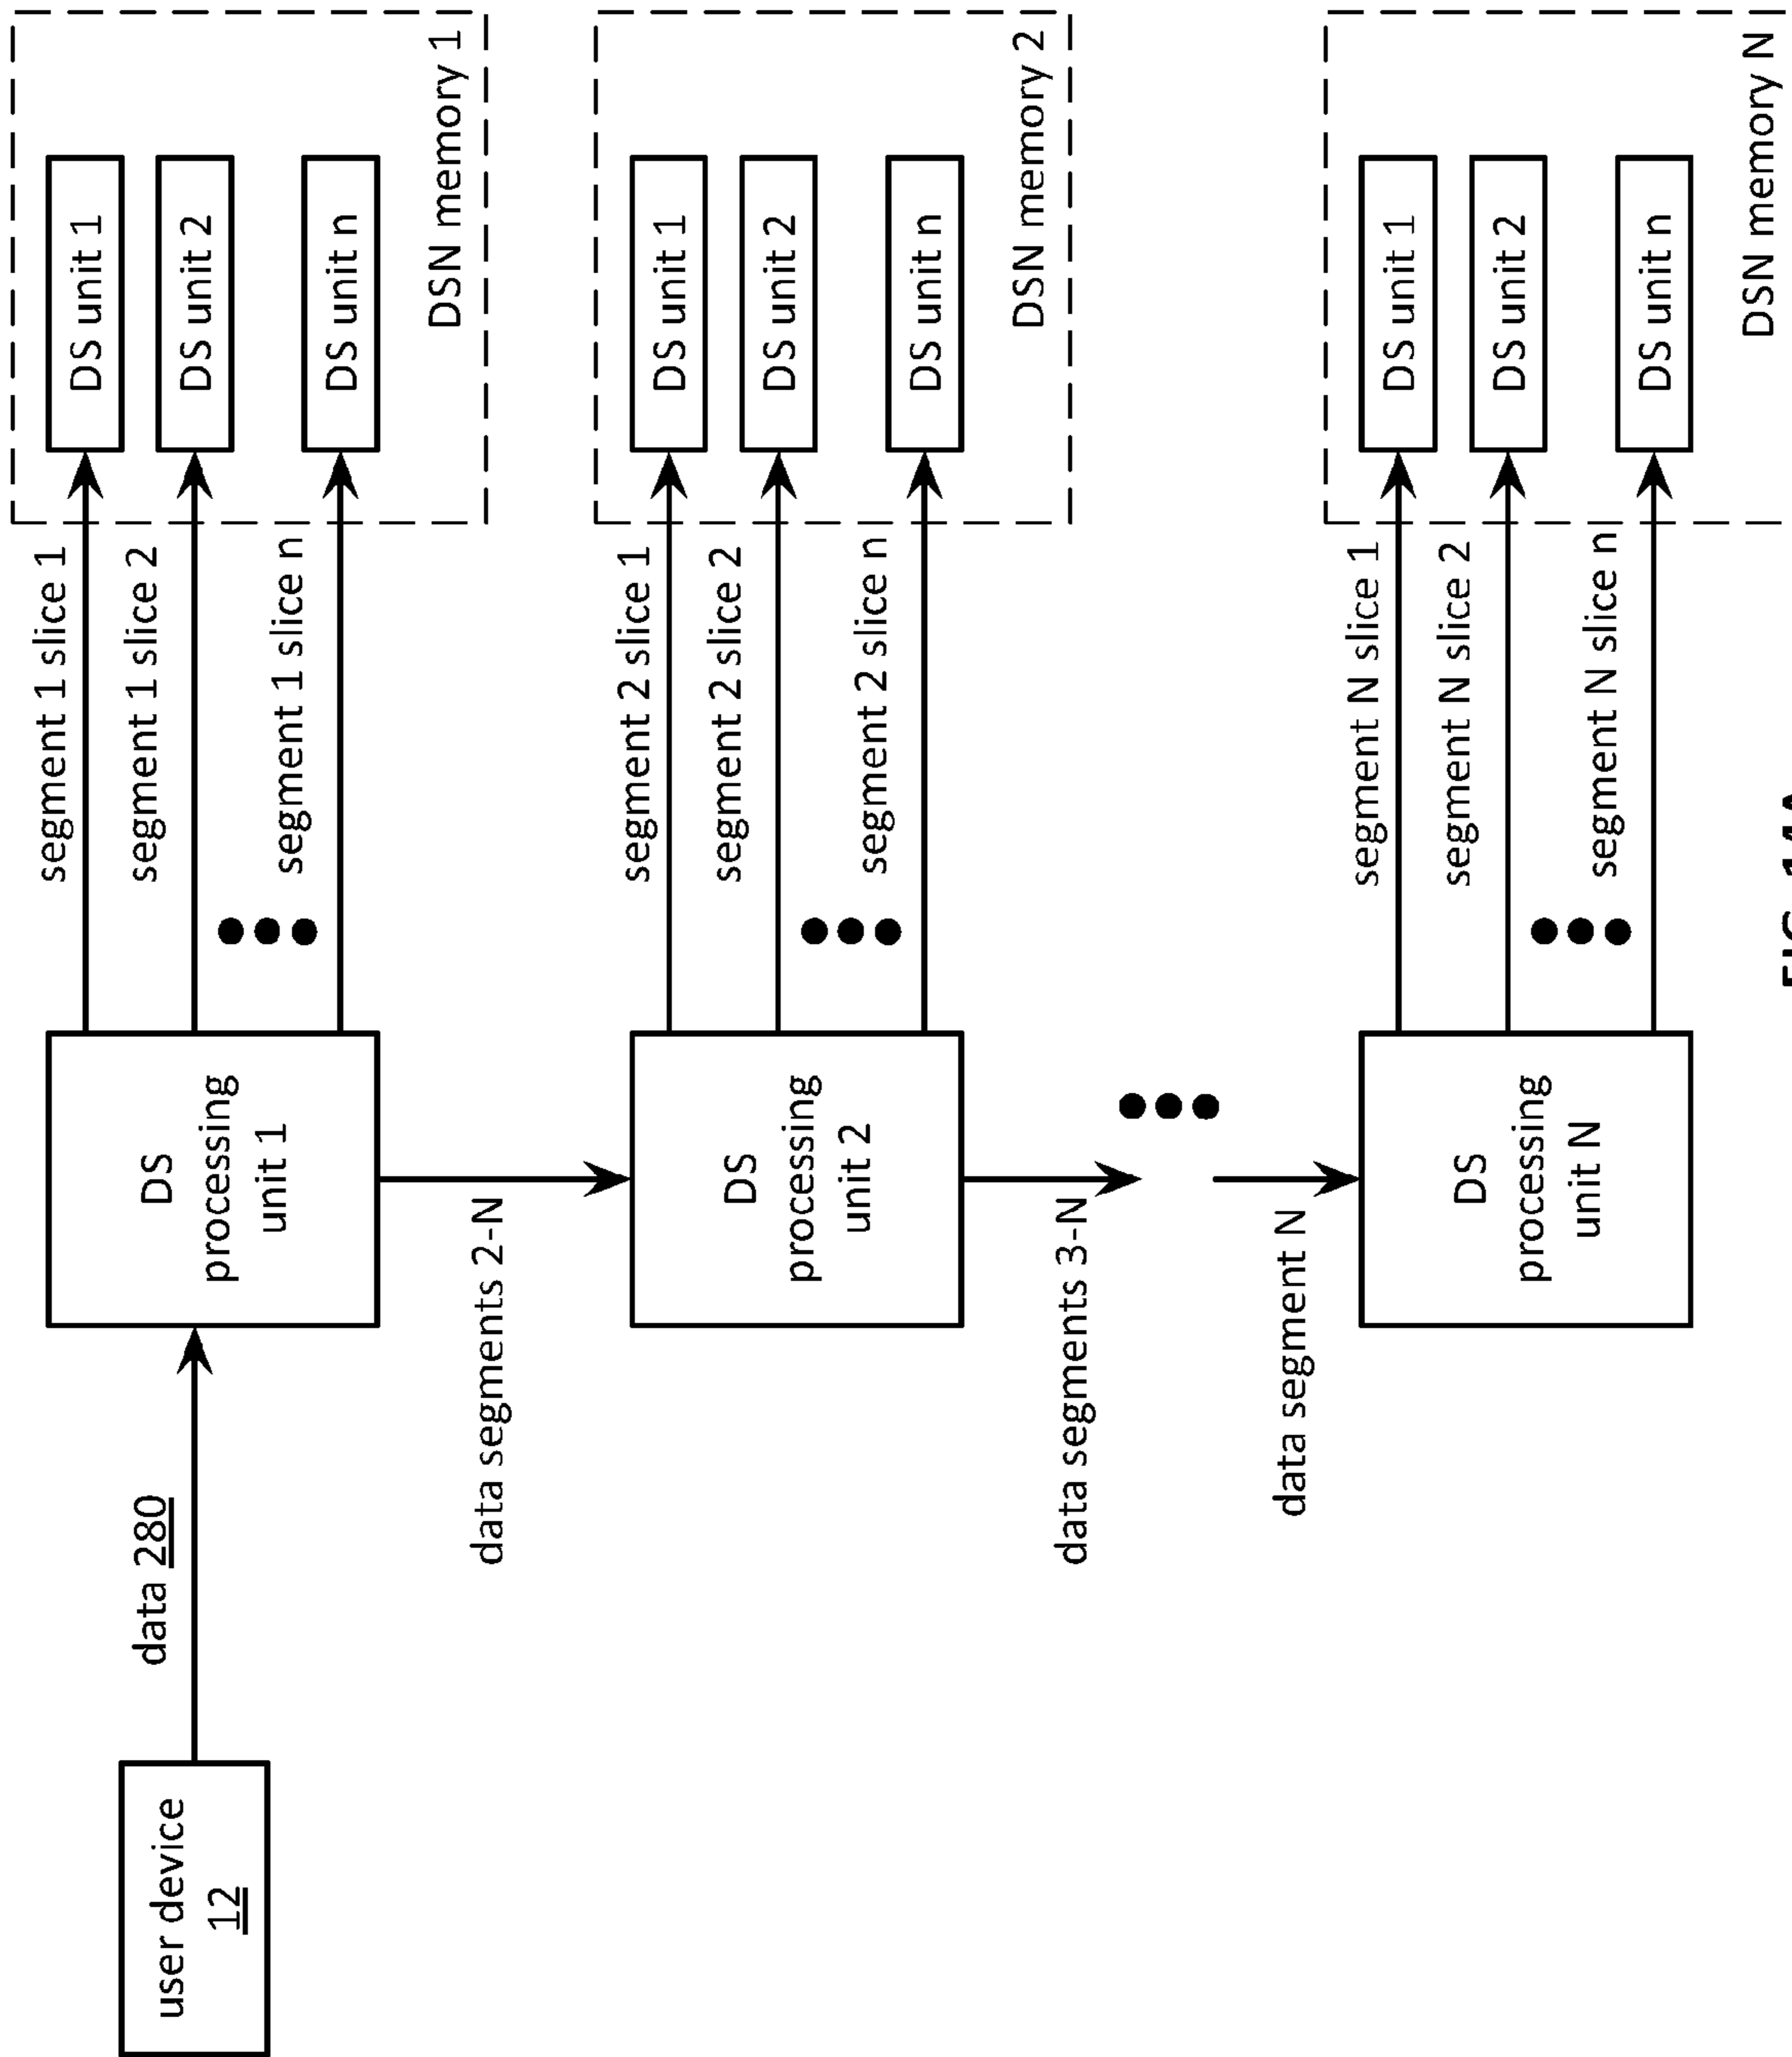 user device
12
data 280
DS
processing
unit 1
segment 1 slice 1
segment 1 slice 2
segment 1 slice n
DS unit 1
DS unit 2
DS unit n
DSN memory 1
data segments 2-N
DS
processing
unit 2
segment 2 slice 1
segment 2 slice 2
segment 2 slice n
DS unit 1
DS unit 2
DS unit n
DSN memory 2
data segments 3-N
data segment N
DS
processing
unit N
segment N slice 1
segment N slice 2
segment N slice n
DS unit 1
DS unit 2
DS unit n
DSN memory N
FIG. 14A